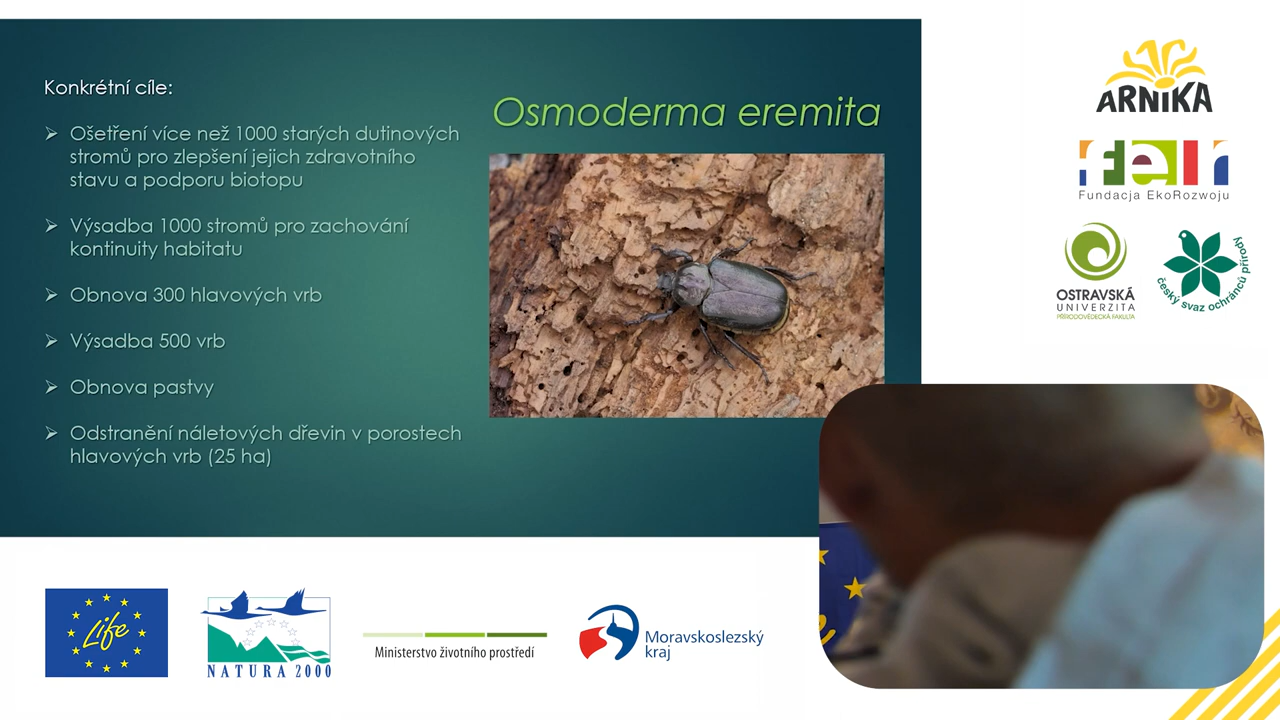 Konkrétní cíle:
➢ Ošetření více než 1000 starých dutinových
stromů pro zlepšení jejich zdravotního
stavu a podporu biotopu
➢ Výsadba 1000 stromů pro zachování
kontinuity habitatu
➢ Obnova 300 hlavových vrb
➢ Výsadba 500 vrb
➢ Obnova pastvy
➢ Odstranění náletových dřevin v porostech
hlavových vrb (25 ha)
Osmoderma eremita
ARNIKA
feri
Fundacja EkoRozwoju
OSTRAVSKÁ
UNIVERZITA
PŘÍRODOVĚDECKÁ FAKULTA
český svaz ochránců přírody
Life
NATURA 2000
Ministerstvo životního prostředí
Moravskoslezský
kraj